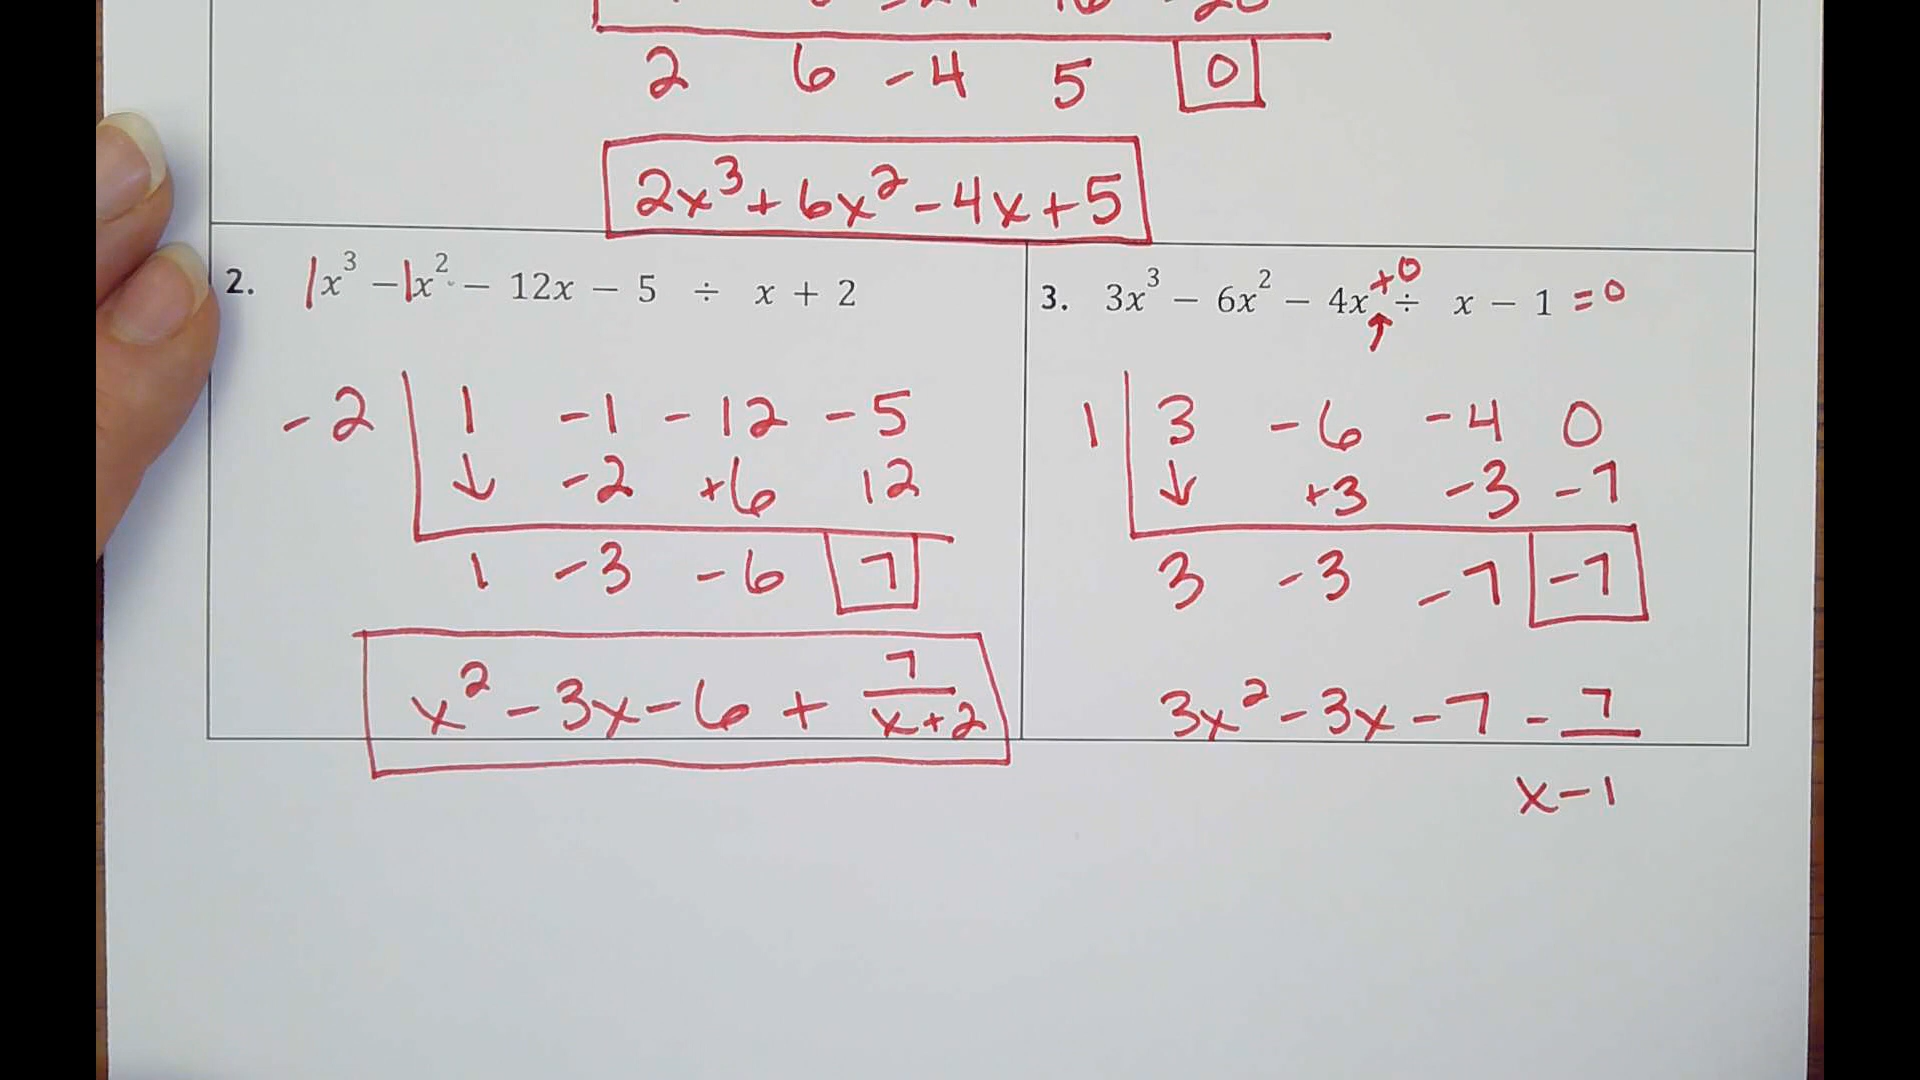 2 6 -4 5 0
2x³ + 6x² - 4x + 5
2. 1x³ - 1x² - 12x - 5 ÷ x + 2
-2 1 -1 -12 -5
↓ -2 +6 12
1 -3 -6 7
x² - 3x - 6 + 7/(x+2)
3. 3x³ - 6x² - 4x +0 ÷ x - 1 = 0
↑
1 3 -6 -4 0
↓ +3 -3 -7
3 -3 -7 -7
3x² - 3x - 7 - 7/(x-1)